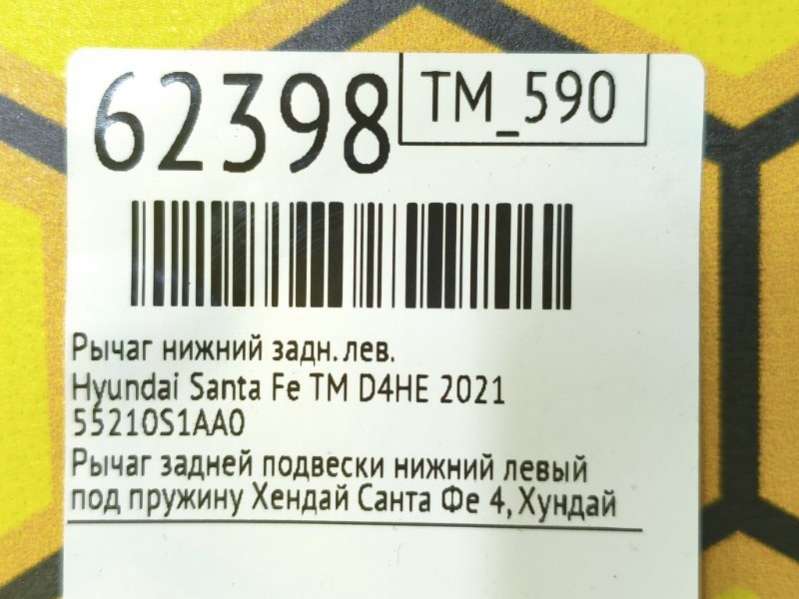 62398
TM_590
Рычаг нижний задн. лев.
Hyundai Santa Fe TM D4HE 2021
55210S1AA0
Рычаг задней подвески нижний левый
под пружину Хендай Санта Фе 4, Хундай